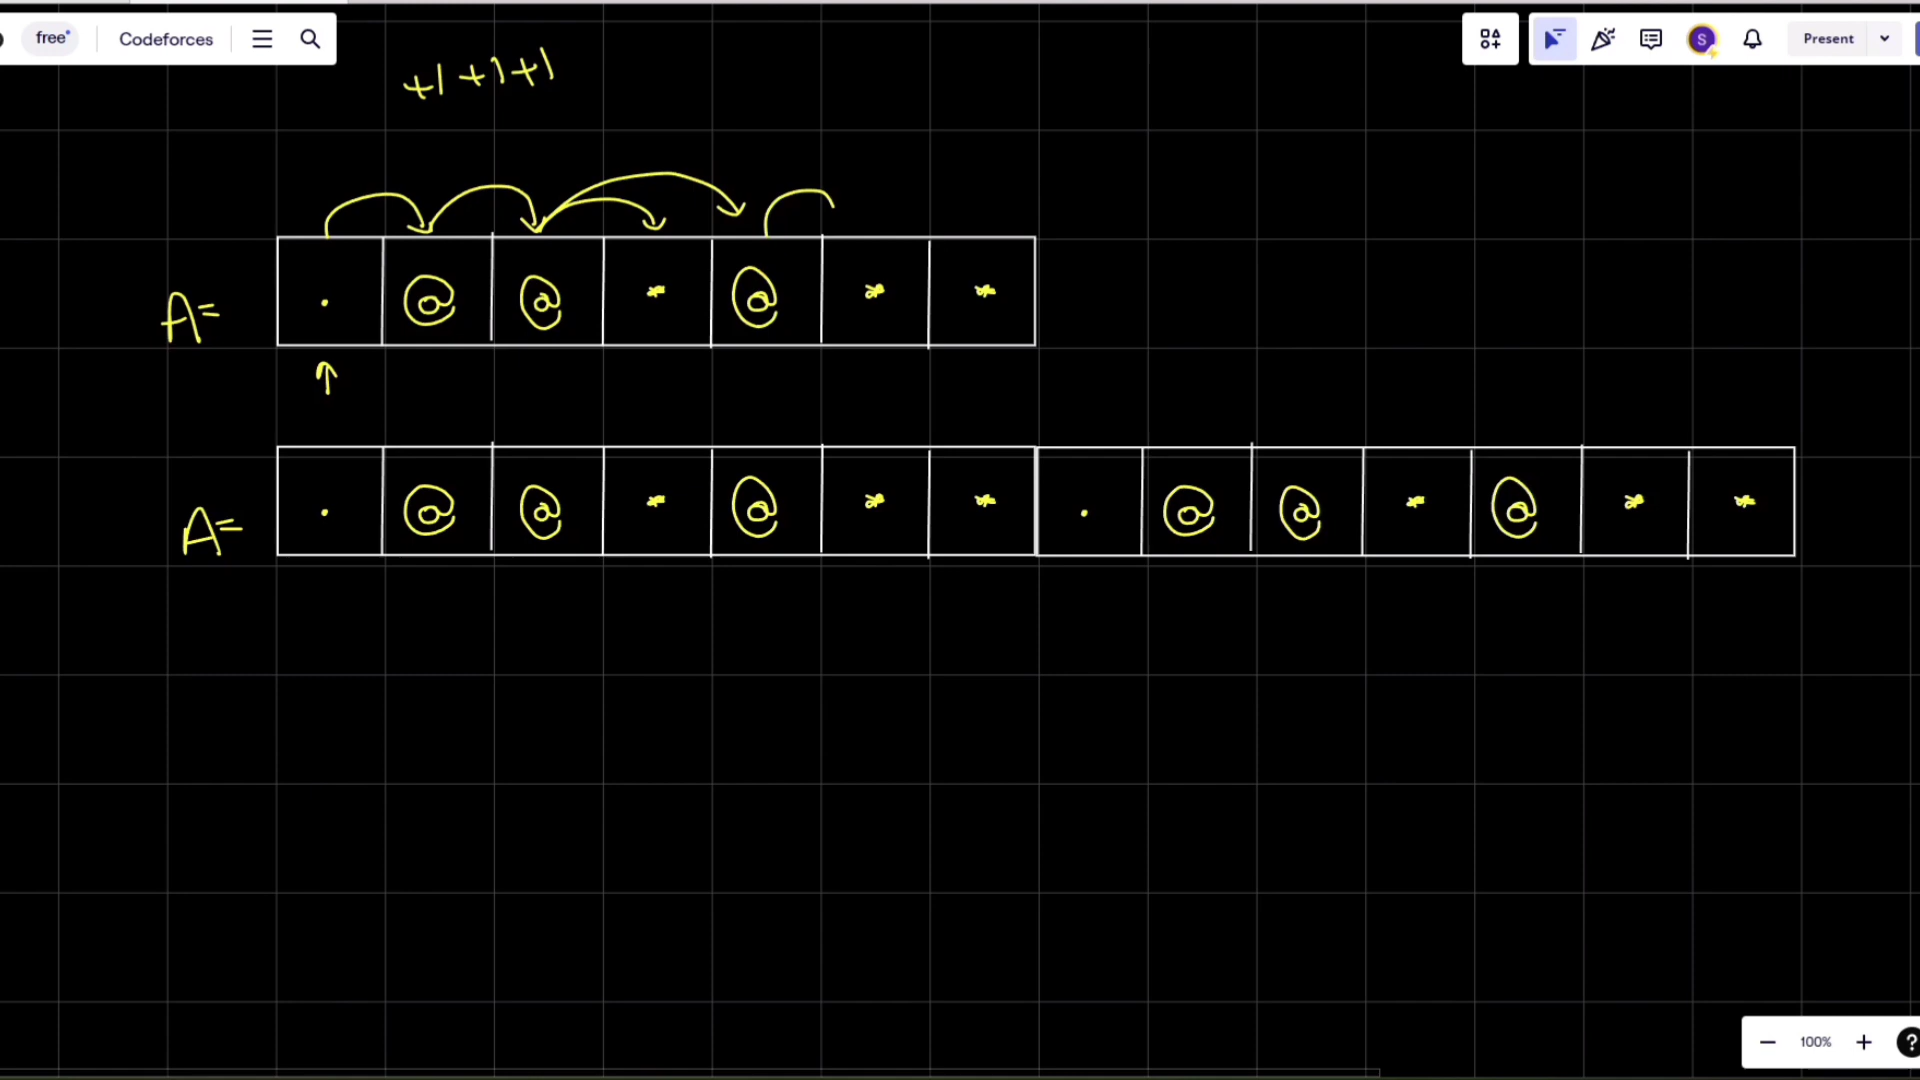 free Codeforces S Present
+1 +1 +1
A= . @ @ * @ * *
↑
A= . @ @ * @ * * . @ @ * @ * *
— 100% + ?